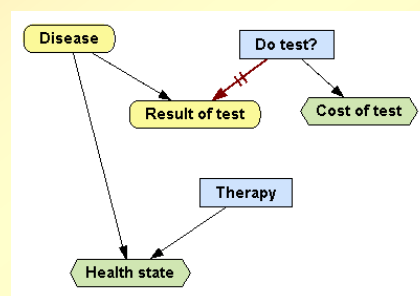 Disease
Do test?
Result of test
Cost of test
Therapy
Health state